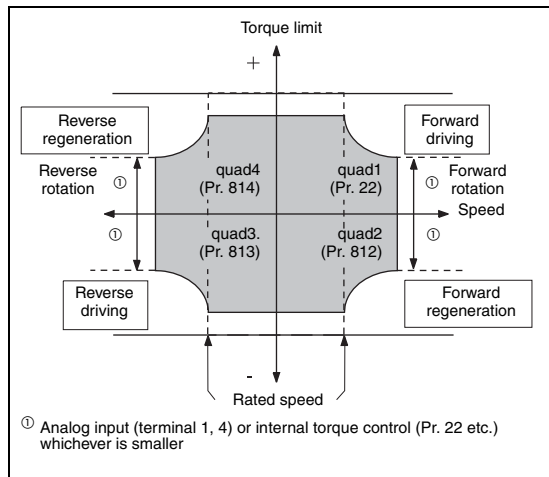 Torque limit
+
Reverse
regeneration
Forward
driving
Reverse
rotation
①
quad4
(Pr. 814)
quad1
(Pr. 22)
①
Forward
rotation
Speed
①
quad3.
(Pr. 813)
quad2
(Pr. 812)
①
Reverse
driving
Forward
regeneration
-
Rated speed
① Analog input (terminal 1, 4) or internal torque control (Pr. 22 etc.)
whichever is smaller